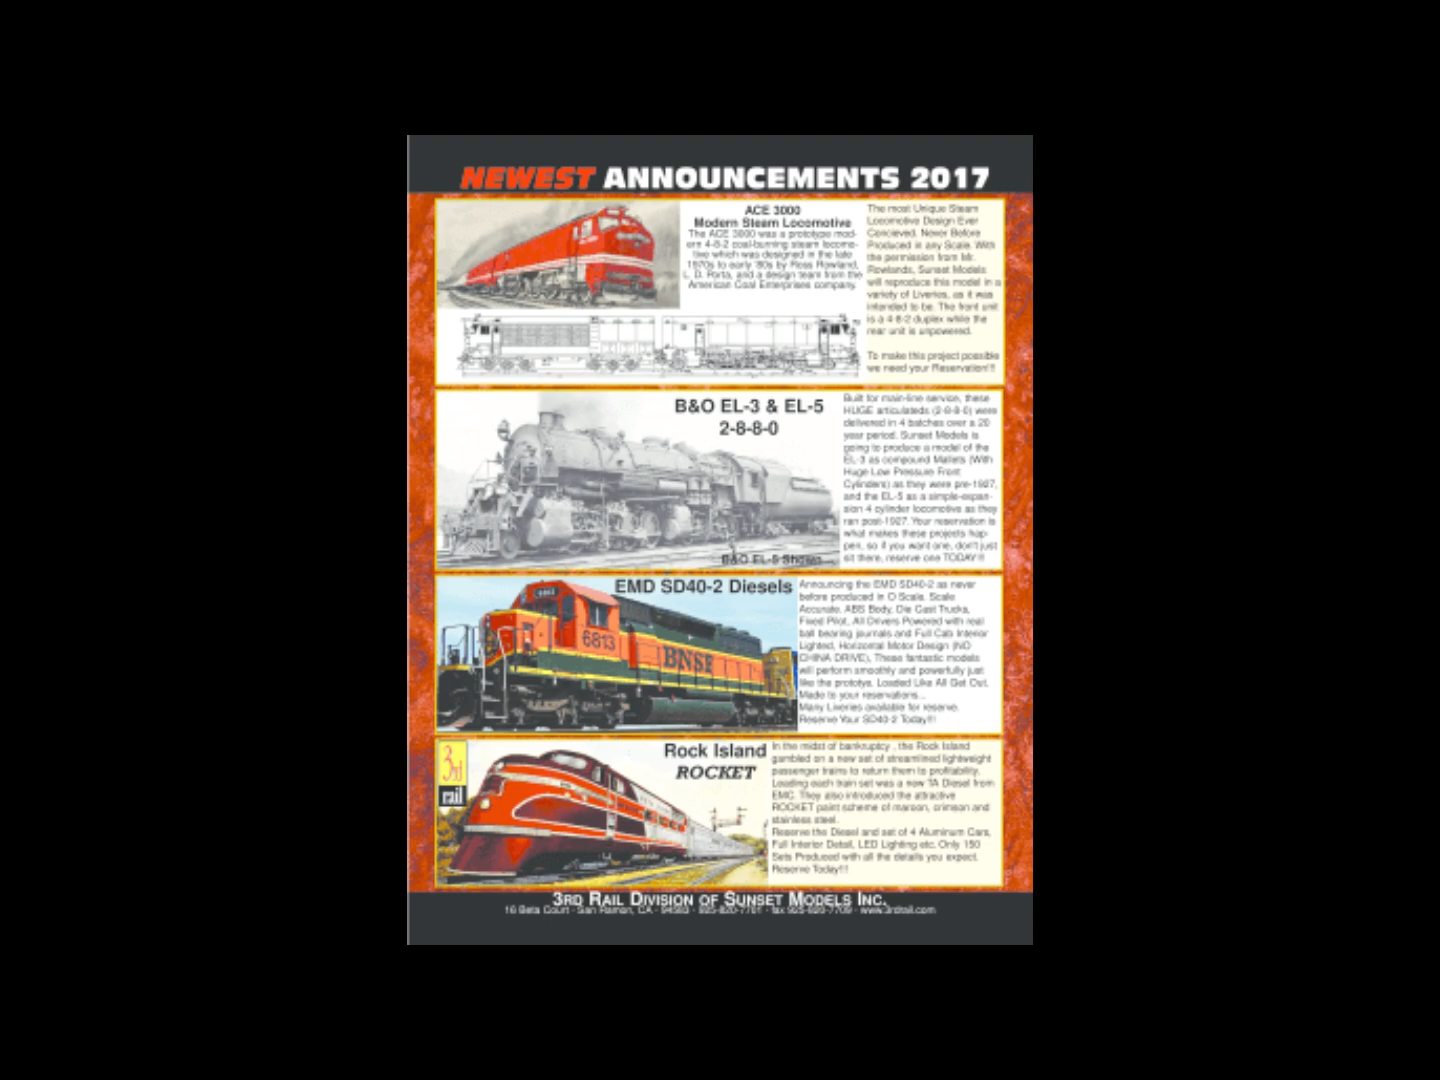 NEWEST ANNOUNCEMENTS 2017
ACE 3000
Modern Steam Locomotive
The ACE 3000 was a prototype mod-
ern 4-8-2 coal-burning steam locomo-
tive which was designed in the late
1970s to early '80s by Ross Rowland,
L. D. Porta, and a design team from the
American Coal Enterprises company.
The most Unique Steam
Locomotive Design Ever
Concieved. Never Before
Produced in any Scale. With
the permission from Mr.
Rowlands, Sunset Models
will reproduce this model in a
variety of Liveries, as it was
intended to be. The front unit
is a 4-8-2 duplex while the
rear unit is unpowered.
To make this project possible
we need your Reservation!!!
B&O EL-3 & EL-5
2-8-8-0
B&O EL-5 Shown
Built for main-line service, these
HUGE articulateds (2-8-8-0) were
delivered in 4 batches over a 20
year period. Sunset Models is
going to produce a model of the
EL-3 as compound Mallets (With
Huge Low Pressure Front
Cylinders) as they were pre-1927,
and the EL-5 as a simple-expan-
sion 4 cylinder locomotive as they
ran post-1927. Your reservation is
what makes these projects hap-
pen, so if you want one, don't just
sit there, reserve one TODAY!!!
EMD SD40-2 Diesels
6813
BNSF
Announcing the EMD SD40-2 as never
before produced in O Scale. Scale
Accurate, ABS Body, Die Cast Trucks,
Fixed Pilot, All Drivers Powered with real
ball bearing journals and Full Cab Interior
Lighted, Horizontal Motor Design (NO
CHINA DRIVE), These fantastic models
will perform smoothly and powerfully just
like the prototye. Loaded Like All Get Out.
Made to your reservations...
Many Liveries available for reserve.
Reserve Your SD40-2 Today!!!
3rd
rail
Rock Island
ROCKET
In the midst of bankruptcy , the Rock Island
gambled on a new set of streamlined lightweight
passenger trains to return them to profitability.
Leading each train set was a new TA Diesel from
EMC. They also introduced the attractive
ROCKET paint scheme of maroon, crimson and
stainless steel.
Reserve the Diesel and set of 4 Aluminum Cars,
Full Interior Detail, LED Lighting etc. Only 150
Sets Produced with all the details you expect.
Reserve Today!!!
3RD RAIL DIVISION OF SUNSET MODELS INC.
16 Beta Court - San Ramon, CA - 94583 - 925-820-7701 - fax 925-820-7709 - www.3rdrail.com